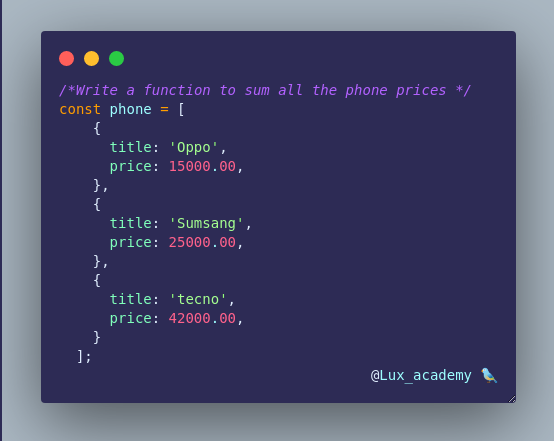 /*Write a function to sum all the phone prices */
const phone = [
    {
      title: 'Oppo',
      price: 15000.00,
    },
    {
      title: 'Sumsang',
      price: 25000.00,
    },
    {
      title: 'tecno',
      price: 42000.00,
    }
  ];
@Lux_academy